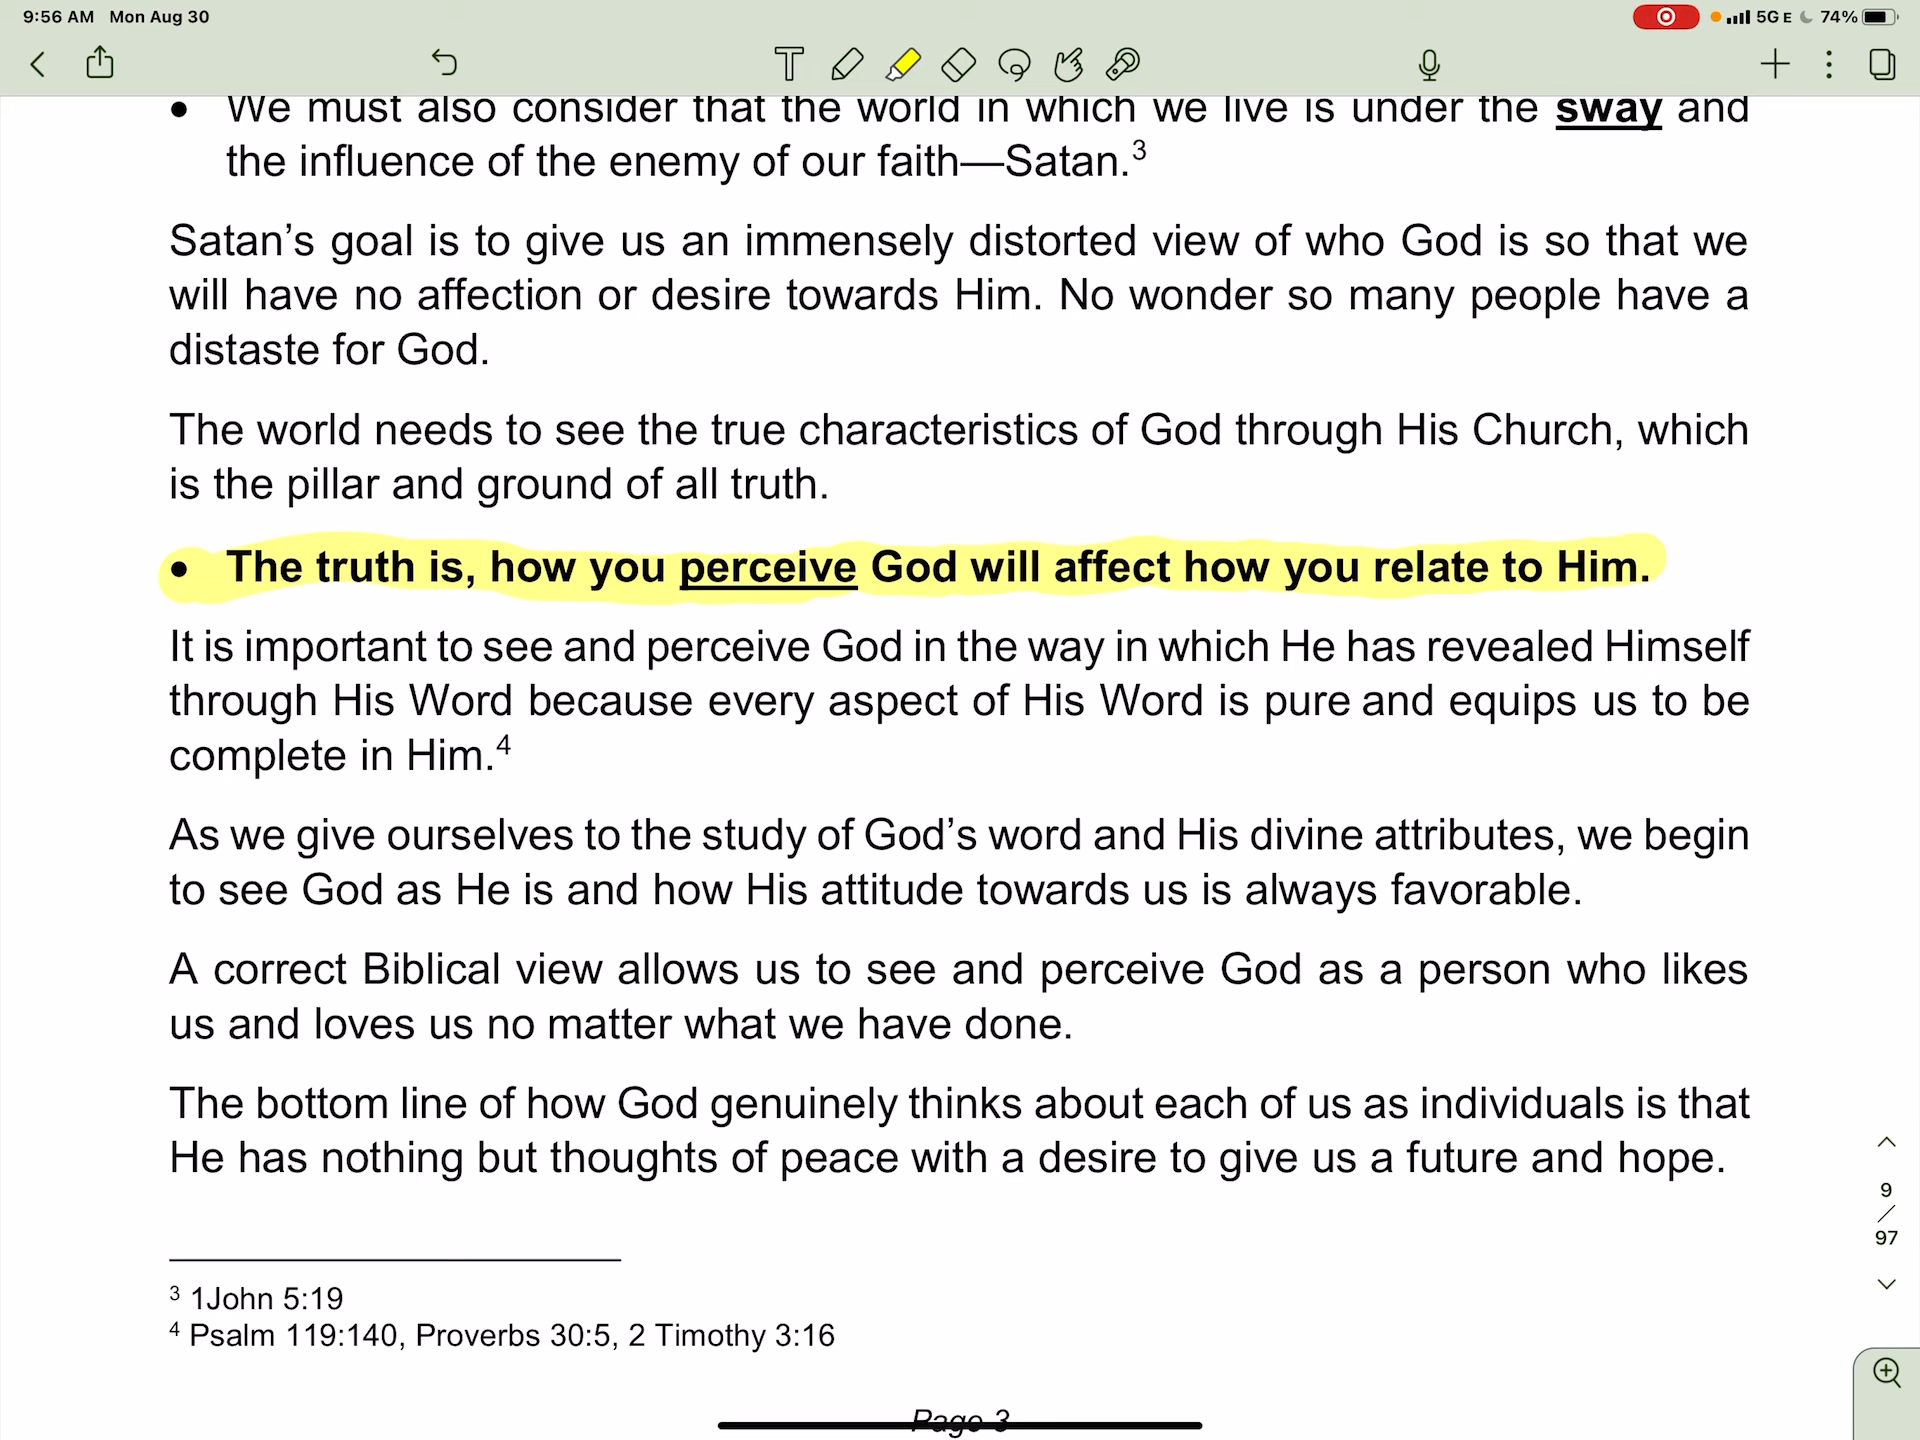 9:56 AM Mon Aug 30
5G E 74%
• We must also consider that the world in which we live is under the sway and
the influence of the enemy of our faith—Satan.3
Satan’s goal is to give us an immensely distorted view of who God is so that we
will have no affection or desire towards Him. No wonder so many people have a
distaste for God.
The world needs to see the true characteristics of God through His Church, which
is the pillar and ground of all truth.
• The truth is, how you perceive God will affect how you relate to Him.
It is important to see and perceive God in the way in which He has revealed Himself
through His Word because every aspect of His Word is pure and equips us to be
complete in Him.4
As we give ourselves to the study of God’s word and His divine attributes, we begin
to see God as He is and how His attitude towards us is always favorable.
A correct Biblical view allows us to see and perceive God as a person who likes
us and loves us no matter what we have done.
The bottom line of how God genuinely thinks about each of us as individuals is that
He has nothing but thoughts of peace with a desire to give us a future and hope.
9
/
97
3 1John 5:19
4 Psalm 119:140, Proverbs 30:5, 2 Timothy 3:16
Page 3